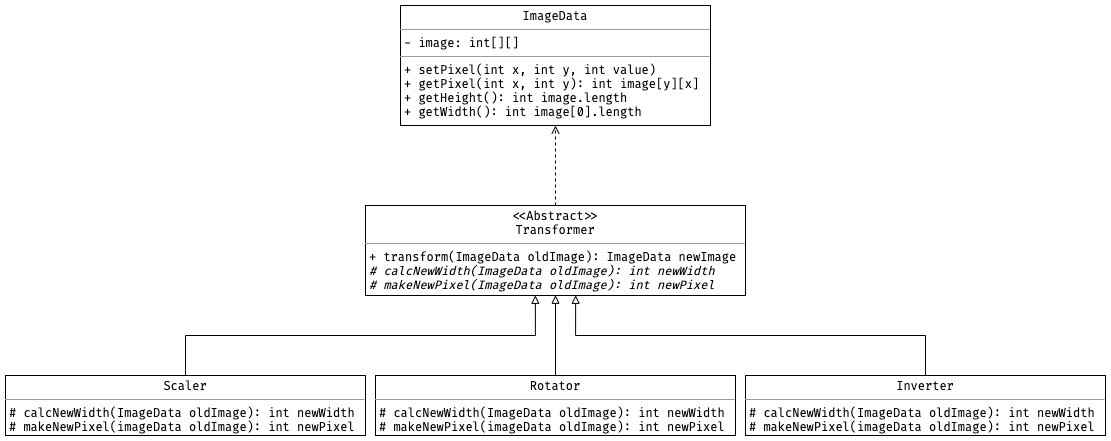 ImageData
- image: int[][]
+ setPixel(int x, int y, int value)
+ getPixel(int x, int y): int image[y][x]
+ getHeight(): int image.length
+ getWidth(): int image[0].length
<<Abstract>>
Transformer
+ transform(ImageData oldImage): ImageData newImage
# calcNewWidth(ImageData oldImage): int newWidth
# makeNewPixel(ImageData oldImage): int newPixel
Scaler
# calcNewWidth(ImageData oldImage): int newWidth
# makeNewPixel(imageData oldImage): int newPixel
Rotator
# calcNewWidth(ImageData oldImage): int newWidth
# makeNewPixel(imageData oldImage): int newPixel
Inverter
# calcNewWidth(ImageData oldImage): int newWidth
# makeNewPixel(imageData oldImage): int newPixel